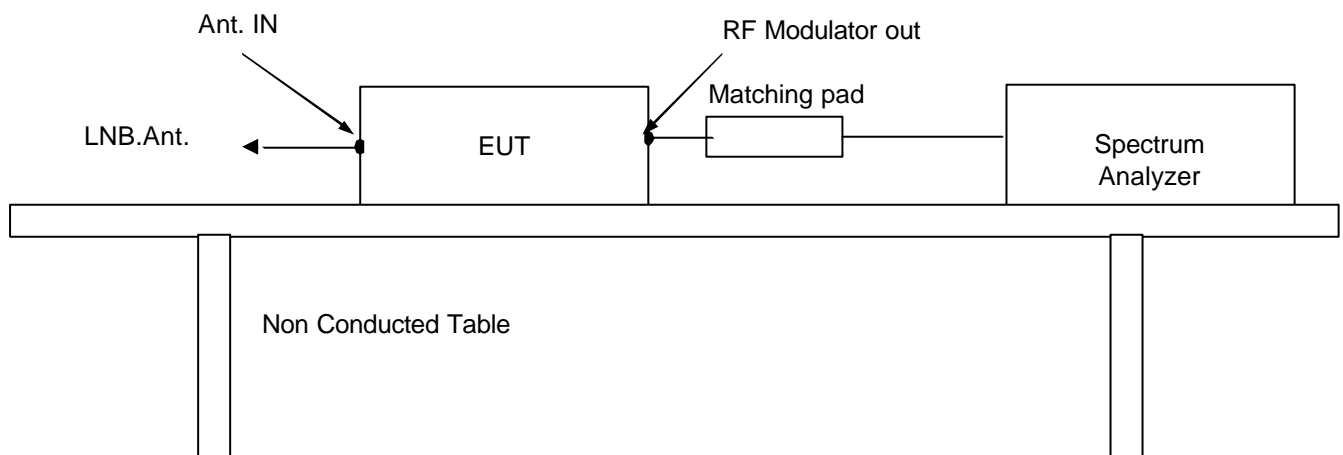 Ant. IN
RF Modulator out
Matching pad
LNB.Ant.
EUT
Spectrum
Analyzer
Non Conducted Table